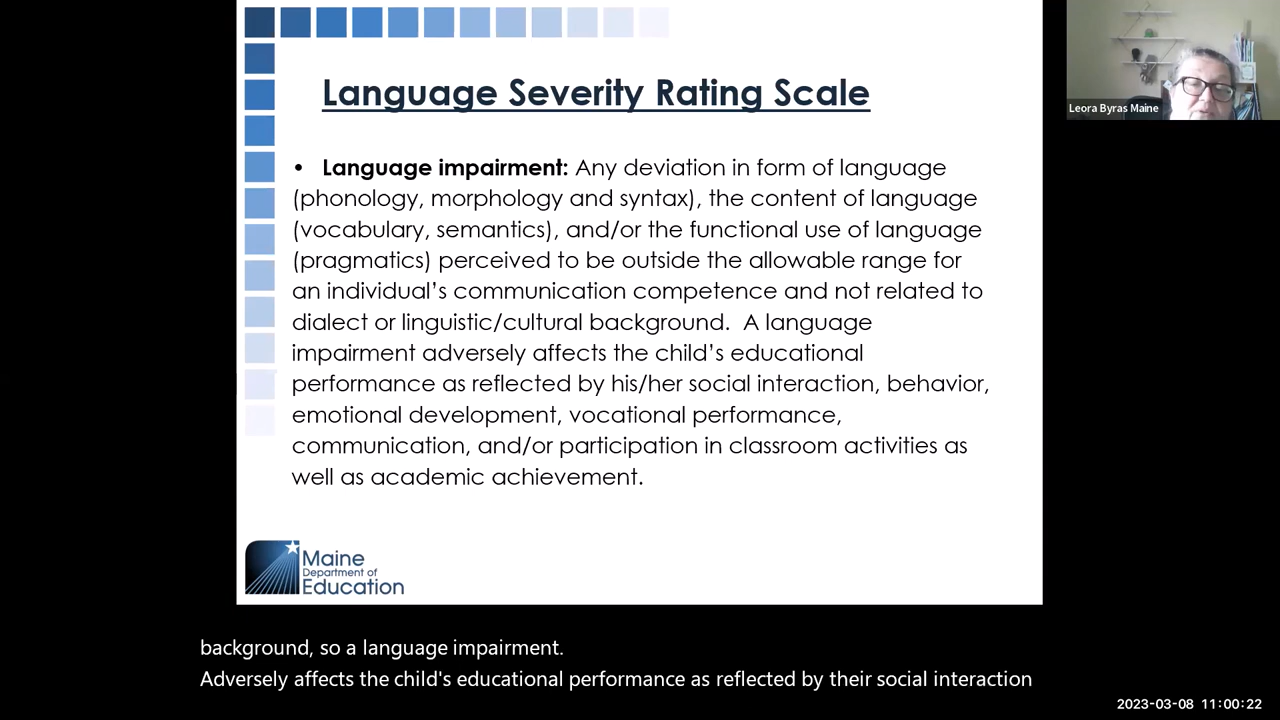 Language Severity Rating Scale
Leora Byras Maine
• Language impairment: Any deviation in form of language
(phonology, morphology and syntax), the content of language
(vocabulary, semantics), and/or the functional use of language
(pragmatics) perceived to be outside the allowable range for
an individual’s communication competence and not related to
dialect or linguistic/cultural background.  A language
impairment adversely affects the child’s educational
performance as reflected by his/her social interaction, behavior,
emotional development, vocational performance,
communication, and/or participation in classroom activities as
well as academic achievement.
Maine
Department of
Education
background, so a language impairment.
Adversely affects the child's educational performance as reflected by their social interaction
2023-03-08 11:00:22